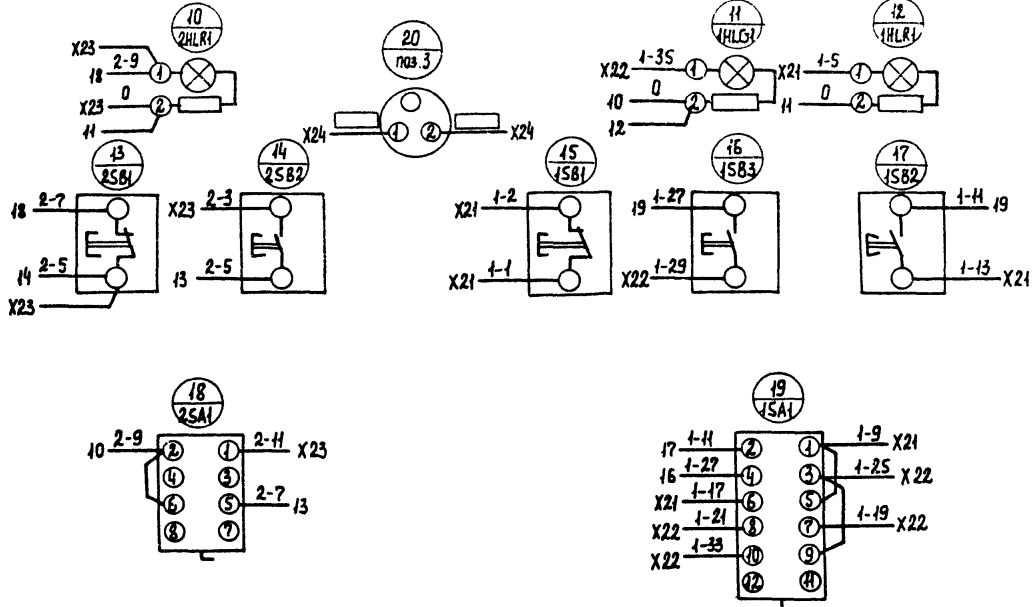 10
2HLR1
X23
2-9
18
1
X23
0
2
11
20
поз.3
X24
1
2
X24
11
1HLG1
X22
1-35
1
10
0
2
12
12
1HLR1
X21
1-5
1
11
0
2
13
2SB1
18
2-7
14
2-5
X23
14
2SB2
X23
2-3
13
2-5
15
1SB1
X21
1-2
X21
1-1
16
1SB3
19
1-27
X22
1-29
17
1SB2
1-11
19
1-13
X21
18
2SA1
10
2-9
2
1
2-11
X23
4
3
6
5
2-7
13
8
7
19
1SA1
17
1-11
2
1
1-9
X21
16
1-27
4
3
1-25
X22
X21
1-17
6
5
X22
1-21
8
7
1-19
X22
X22
1-33
10
9
12
11